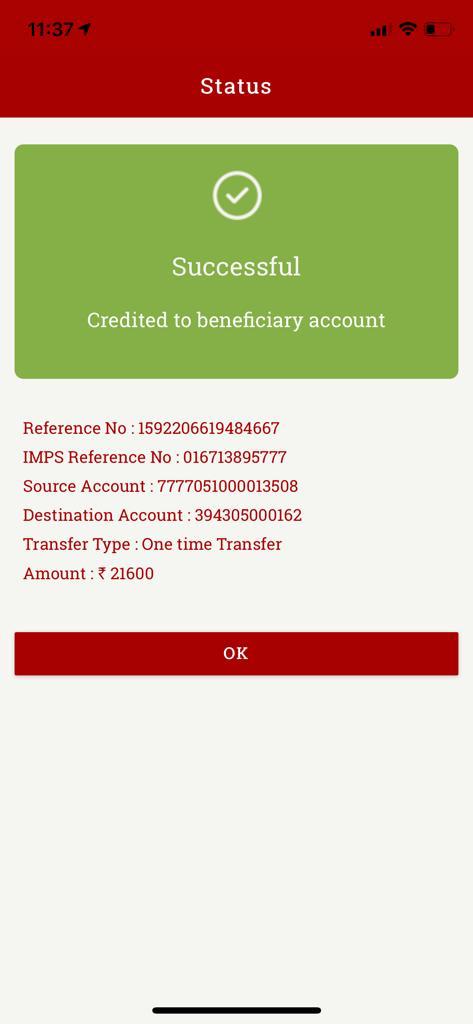 11:37
Status
Successful
Credited to beneficiary account
Reference No : 1592206619484667
IMPS Reference No : 016713895777
Source Account : 7777051000013508
Destination Account : 394305000162
Transfer Type : One time Transfer
Amount : ₹ 21600
OK